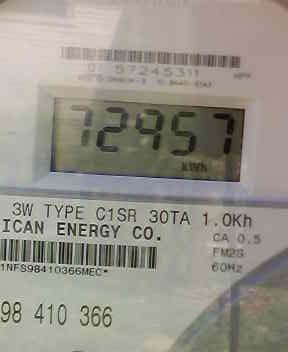 57245311
72957
kWh
3W TYPE C1SR 30TA 1.0Kh
ICAN ENERGY CO.
CA 0.5
FM2S
60Hz
1NFS98410366MEC*
98 410 366